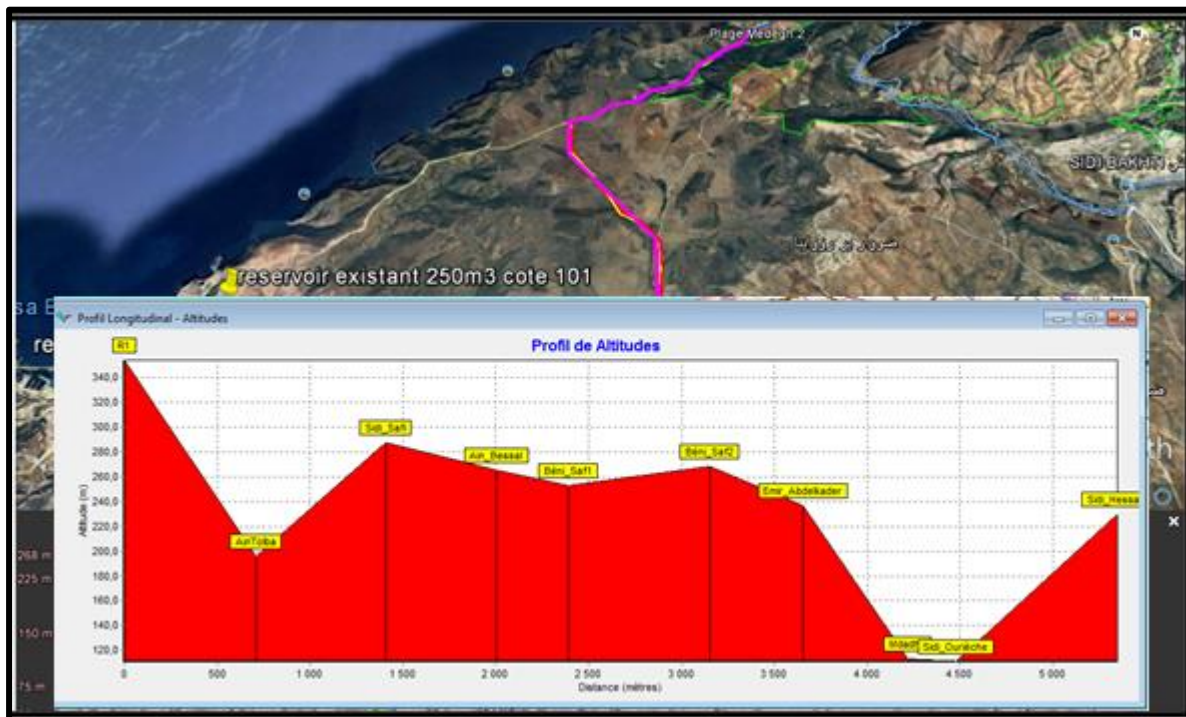 Plage Medegh 2
N
SIDI BAKHTI
reservoir existant 250m3 cote 101
sa B
re
Profil Longitudinal - Altitudes
Profil de Altitudes
R1
Sidi_Safi
Ain_Bessal
Béni_Saf1
Béni_Saf2
Emir_Abdelkader
AinTolba
Sidi_Hessa
Sidi_Ouriéche
Altitude (m)
340,0
320,0
300,0
280,0
260,0
240,0
220,0
200,0
180,0
160,0
140,0
120,0
0 500 1 000 1 500 2 000 2 500 3 000 3 500 4 000 4 500 5 000
Distance (mètres)
th
268 m
225 m
150 m
75 m